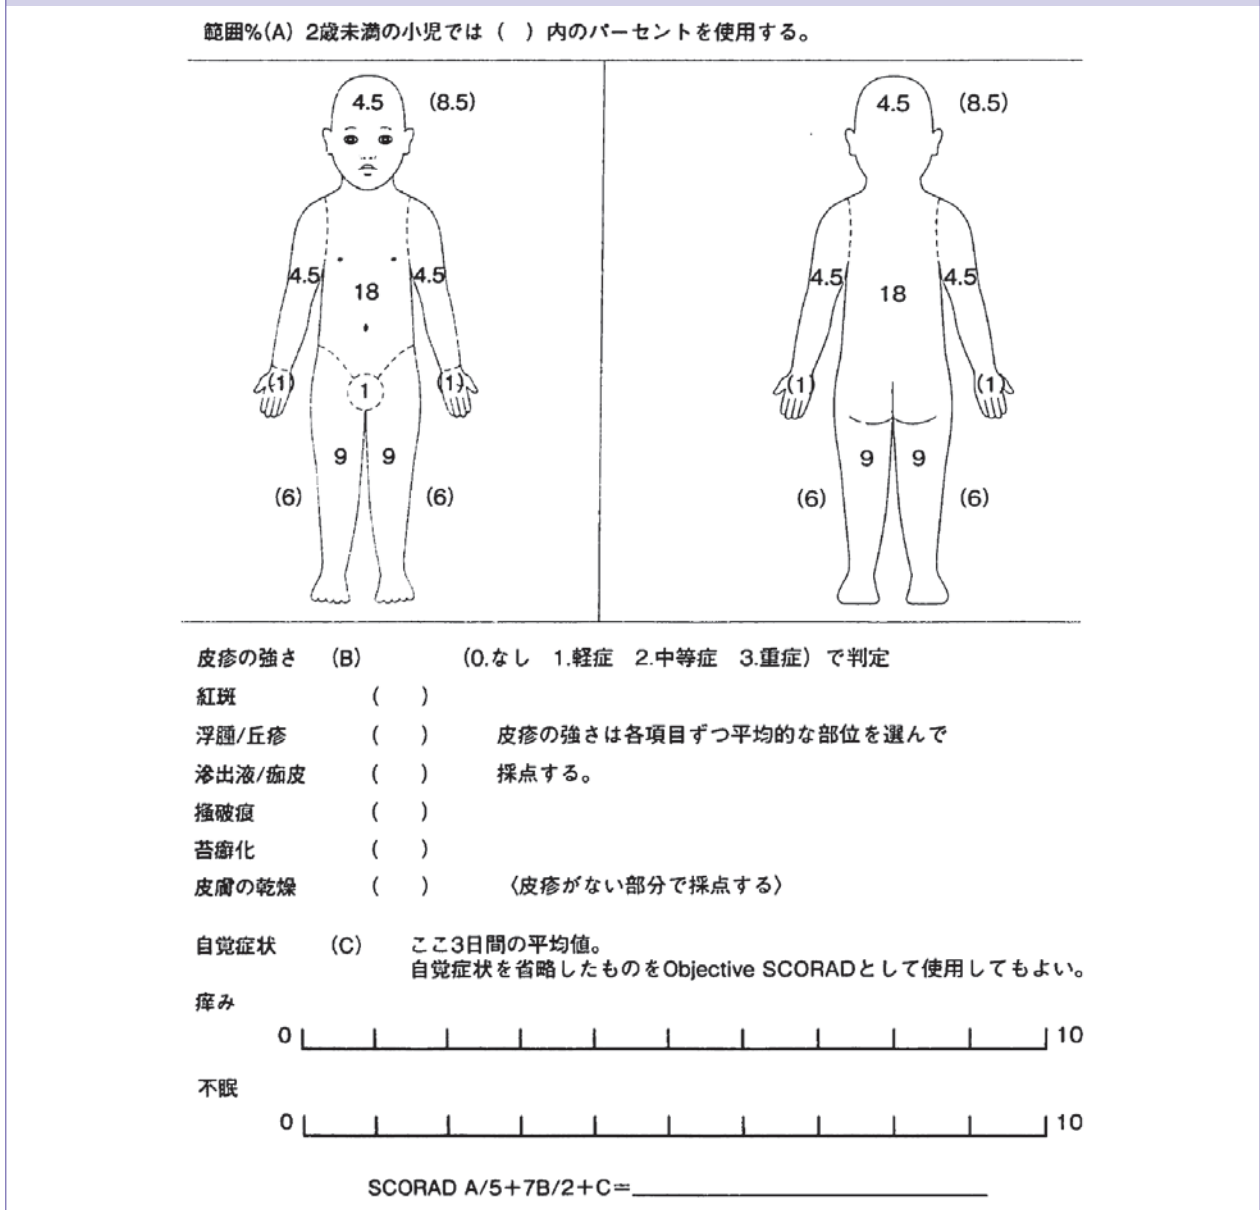 範囲%(A) 2歳未満の小児では ( ) 内のパーセントを使用する。
4.5 (8.5)
4.5 (8.5)
4.5 18 4.5
4.5 18 4.5
(1) 1 (1)
(1) (1)
9 9
9 9
(6) (6)
(6) (6)
皮疹の強さ (B) (0.なし 1.軽症 2.中等症 3.重症) で判定
紅斑 ( )
浮腫/丘疹 ( ) 皮疹の強さは各項目ずつ平均的な部位を選んで
滲出液/痂皮 ( ) 採点する。
掻破痕 ( )
苔癬化 ( )
皮膚の乾燥 ( ) 〈皮疹がない部分で採点する〉
自覚症状 (C) ここ3日間の平均値。
自覚症状を省略したものをObjective SCORADとして使用してもよい。
痒み
0 10
不眠
0 10
SCORAD A/5+7B/2+C=